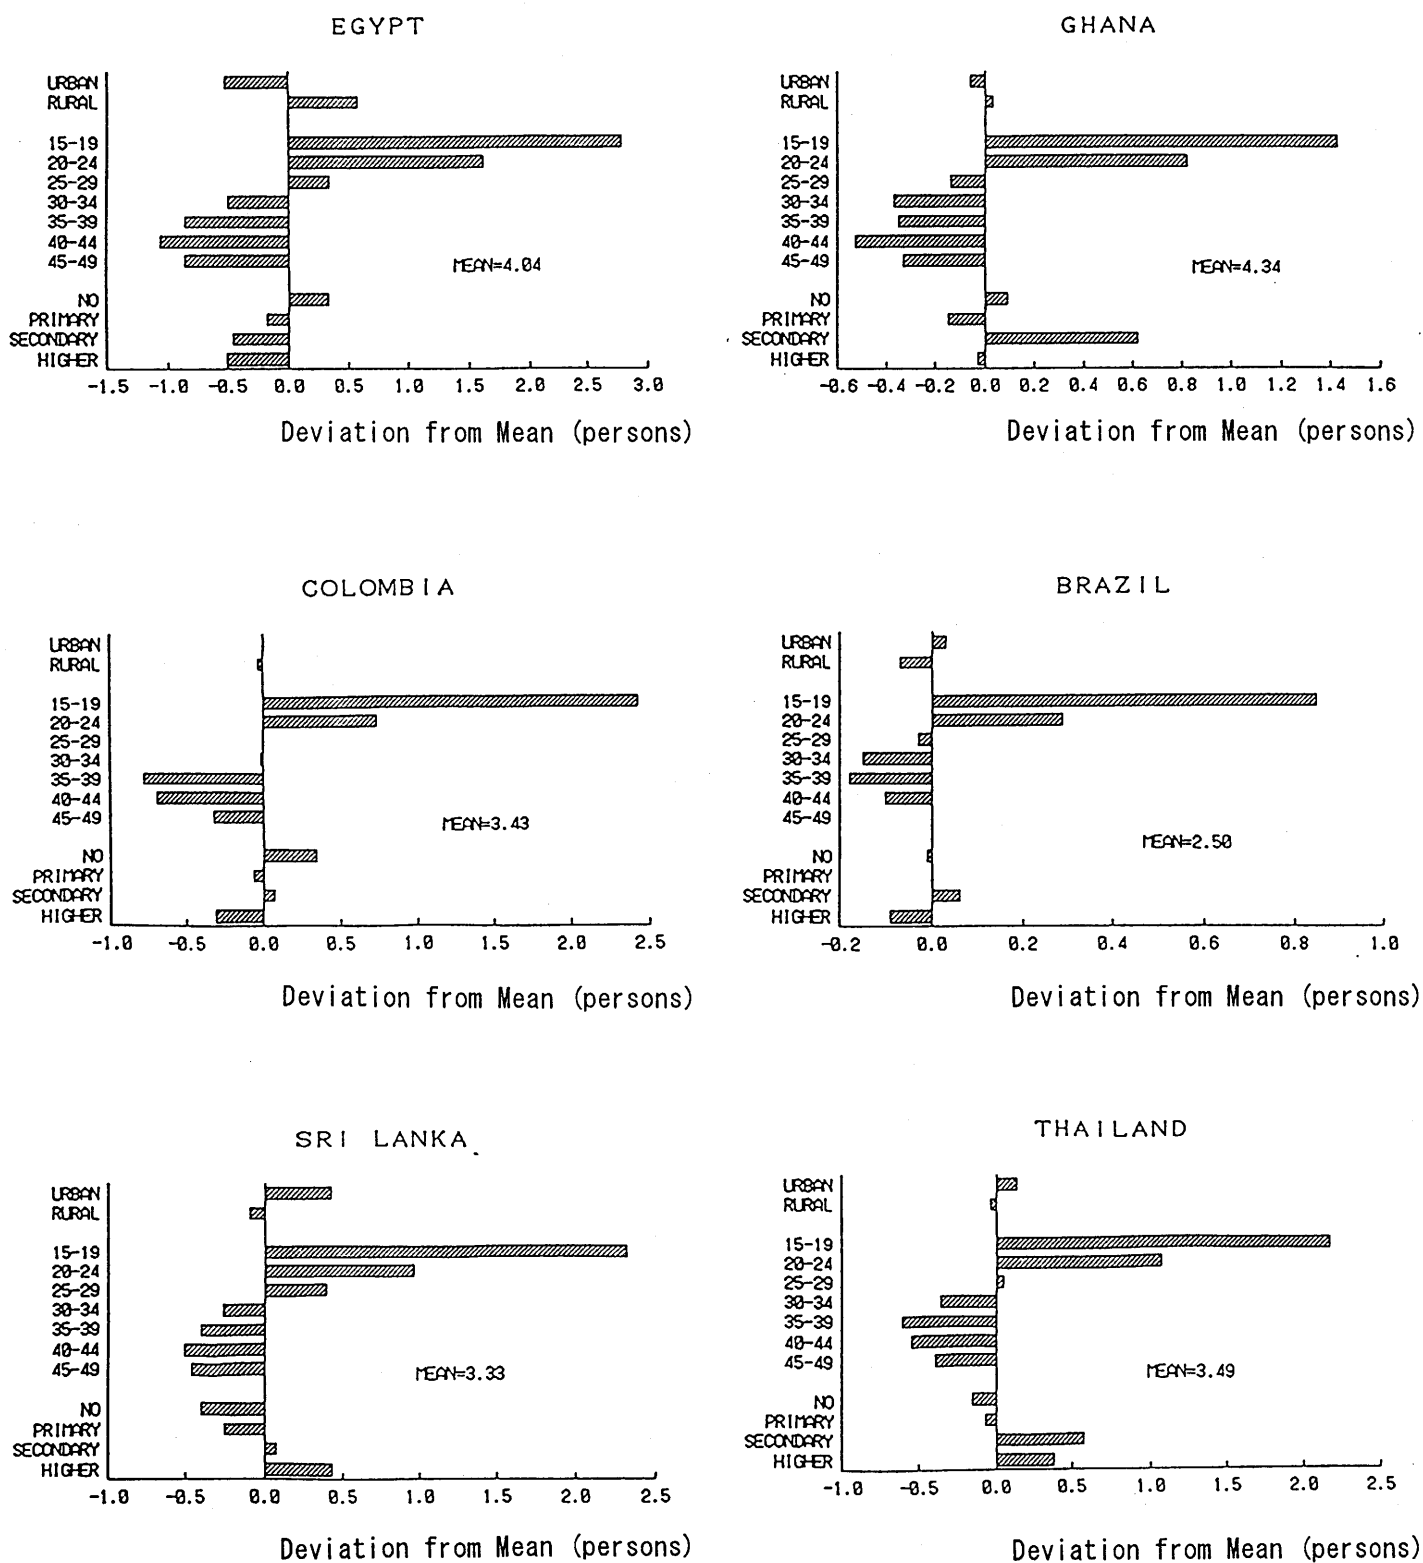 EGYPT
URBAN
RURAL
15-19
20-24
25-29
30-34
35-39
40-44
45-49
MEAN=4.04
NO
PRIMARY
SECONDARY
HIGHER
-1.5 -1.0 -0.5 0.0 0.5 1.0 1.5 2.0 2.5 3.0
Deviation from Mean (persons)
GHANA
URBAN
RURAL
15-19
20-24
25-29
30-34
35-39
40-44
45-49
MEAN=4.34
NO
PRIMARY
SECONDARY
HIGHER
-0.6 -0.4 -0.2 0.0 0.2 0.4 0.6 0.8 1.0 1.2 1.4 1.6
Deviation from Mean (persons)
COLOMBIA
URBAN
RURAL
15-19
20-24
25-29
30-34
35-39
40-44
45-49
MEAN=3.43
NO
PRIMARY
SECONDARY
HIGHER
-1.0 -0.5 0.0 0.5 1.0 1.5 2.0 2.5
Deviation from Mean (persons)
BRAZIL
URBAN
RURAL
15-19
20-24
25-29
30-34
35-39
40-44
45-49
MEAN=2.50
NO
PRIMARY
SECONDARY
HIGHER
-0.2 0.0 0.2 0.4 0.6 0.8 1.0
Deviation from Mean (persons)
SRI LANKA
URBAN
RURAL
15-19
20-24
25-29
30-34
35-39
40-44
45-49
MEAN=3.33
NO
PRIMARY
SECONDARY
HIGHER
-1.0 -0.5 0.0 0.5 1.0 1.5 2.0 2.5
Deviation from Mean (persons)
THAILAND
URBAN
RURAL
15-19
20-24
25-29
30-34
35-39
40-44
45-49
MEAN=3.49
NO
PRIMARY
SECONDARY
HIGHER
-1.0 -0.5 0.0 0.5 1.0 1.5 2.0 2.5
Deviation from Mean (persons)